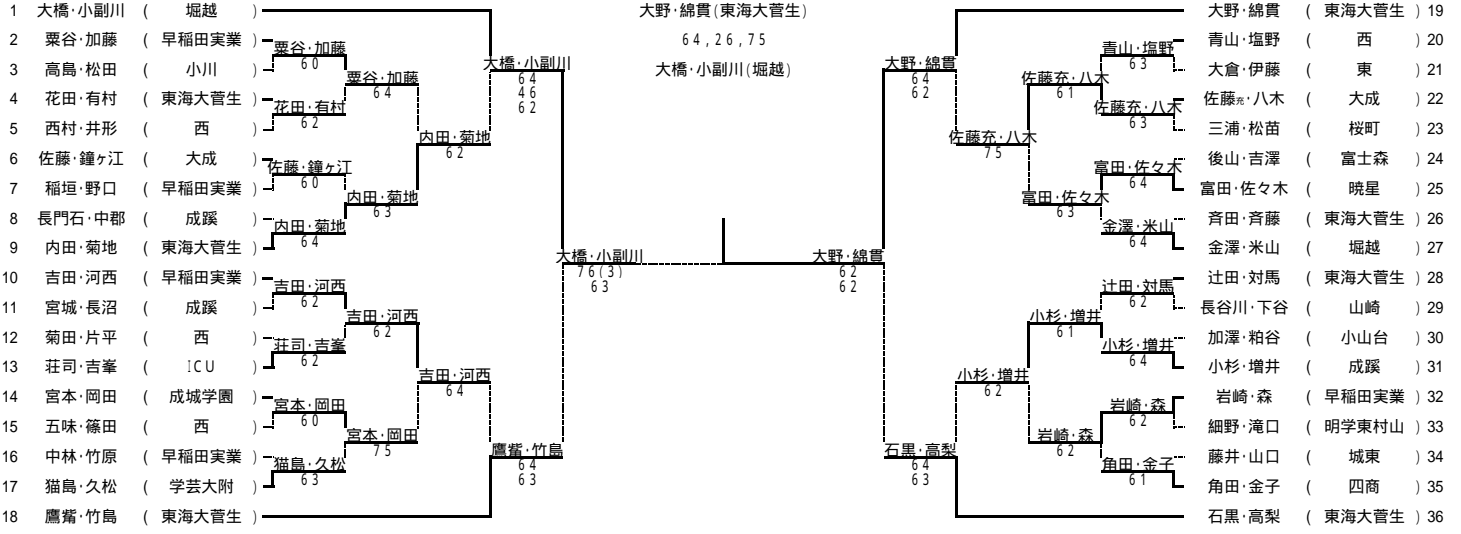 大野・綿貫(東海大菅生)
64,26,75
大橋・小副川(堀越)
1 大橋・小副川 ( 堀越 )
2 粟谷・加藤 ( 早稲田実業 )
3 高島・松田 ( 小川 )
4 花田・有村 ( 東海大菅生 )
5 西村・井形 ( 西 )
6 佐藤・鐘ヶ江 ( 大成 )
7 稲垣・野口 ( 早稲田実業 )
8 長門石・中郡 ( 成蹊 )
9 内田・菊地 ( 東海大菅生 )
10 吉田・河西 ( 早稲田実業 )
11 宮城・長沼 ( 成蹊 )
12 菊田・片平 ( 西 )
13 荘司・吉峯 ( ICU )
14 宮本・岡田 ( 成城学園 )
15 五味・篠田 ( 西 )
16 中林・竹原 ( 早稲田実業 )
17 猫島・久松 ( 学芸大附 )
18 鷹觜・竹島 ( 東海大菅生 )
粟谷・加藤
60
花田・有村
62
佐藤・鐘ヶ江
60
内田・菊地
64
吉田・河西
62
荘司・吉峯
62
宮本・岡田
60
猫島・久松
63
粟谷・加藤
64
内田・菊地
63
吉田・河西
62
宮本・岡田
75
内田・菊地
62
吉田・河西
64
大橋・小副川
64
46
62
鷹觜・竹島
64
63
大橋・小副川
76(3)
63
大野・綿貫
62
62
大野・綿貫
64
62
石黒・高梨
64
63
佐藤充・八木
75
小杉・増井
62
佐藤充・八木
61
富田・佐々木
63
小杉・増井
61
岩崎・森
62
青山・塩野
63
佐藤充・八木
63
富田・佐々木
64
金澤・米山
64
辻田・対馬
62
小杉・増井
64
岩崎・森
62
角田・金子
61
大野・綿貫 ( 東海大菅生 ) 19
青山・塩野 ( 西 ) 20
大倉・伊藤 ( 東 ) 21
佐藤充・八木 ( 大成 ) 22
三浦・松苗 ( 桜町 ) 23
後山・吉澤 ( 富士森 ) 24
富田・佐々木 ( 暁星 ) 25
斉田・斉藤 ( 東海大菅生 ) 26
金澤・米山 ( 堀越 ) 27
辻田・対馬 ( 東海大菅生 ) 28
長谷川・下谷 ( 山崎 ) 29
加澤・粕谷 ( 小山台 ) 30
小杉・増井 ( 成蹊 ) 31
岩崎・森 ( 早稲田実業 ) 32
細野・滝口 ( 明学東村山 ) 33
藤井・山口 ( 城東 ) 34
角田・金子 ( 四商 ) 35
石黒・高梨 ( 東海大菅生 ) 36